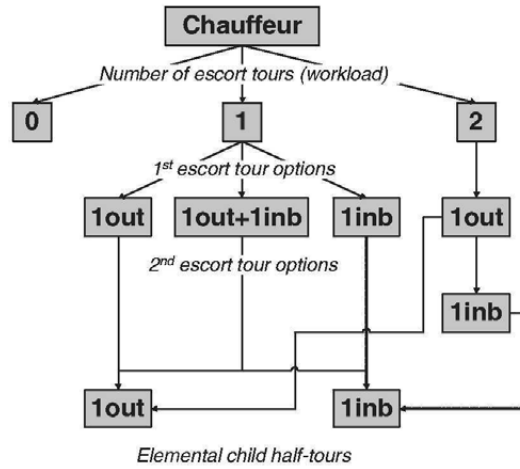 Chauffeur
Number of escort tours (workload)
0 1 2
1st escort tour options
1out 1out+1inb 1inb 1out
2nd escort tour options
1inb
1out 1inb
Elemental child half-tours